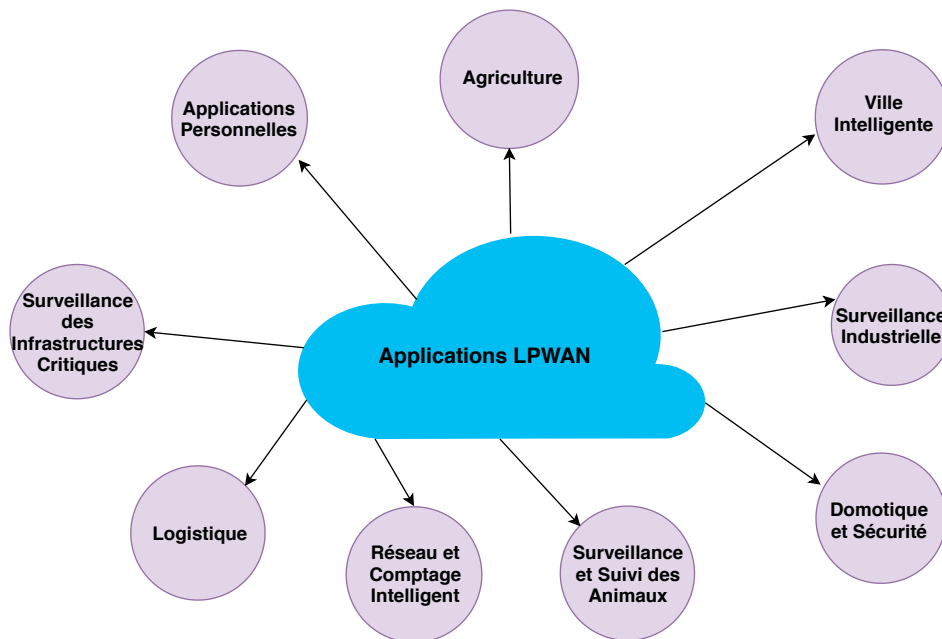 Agriculture
Applications
Personnelles
Ville
Intelligente
Surveillance
des
Infrastructures
Critiques
Surveillance
Industrielle
Applications LPWAN
Logistique
Réseau et
Comptage
Intelligent
Surveillance
et Suivi des
Animaux
Domotique
et Sécurité